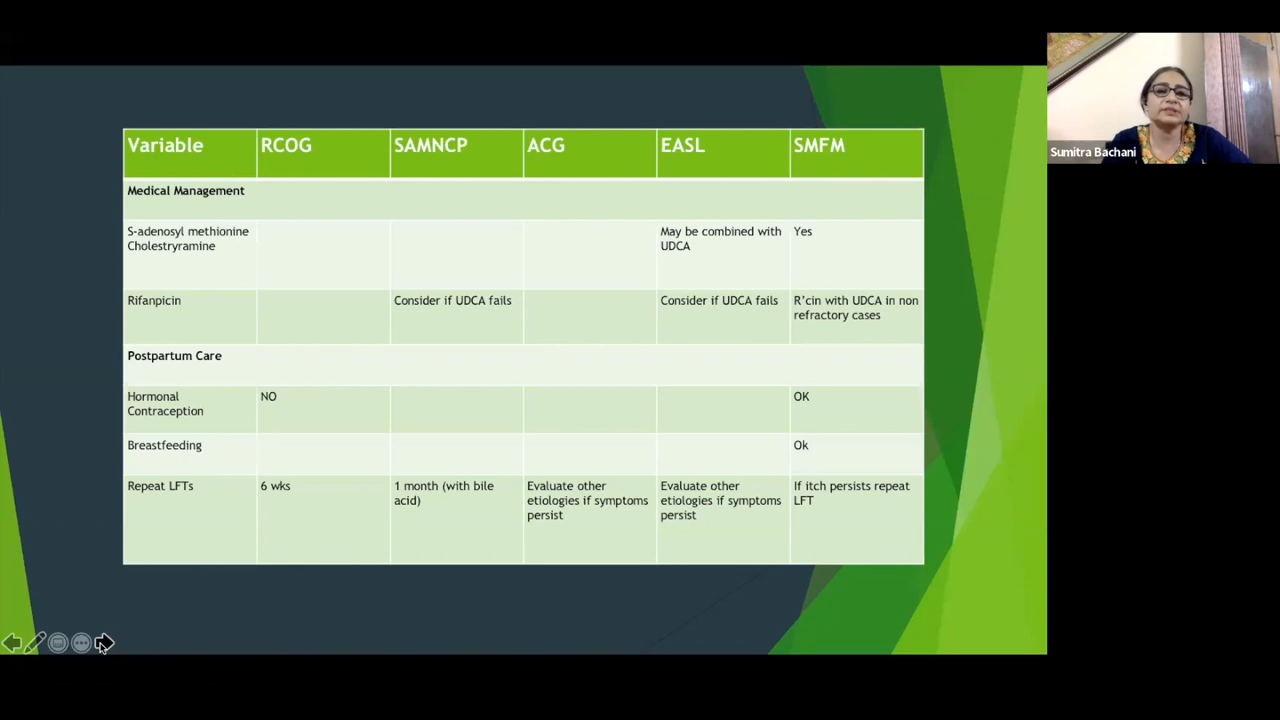 Variable RCOG SAMNCP ACG EASL SMFM
Medical Management
S-adenosyl methionine May be combined with Yes
Cholestryramine UDCA
Rifanpicin Consider if UDCA fails Consider if UDCA fails R’cin with UDCA in non
refractory cases
Postpartum Care
Hormonal NO OK
Contraception
Breastfeeding Ok
Repeat LFTs 6 wks 1 month (with bile Evaluate other Evaluate other If itch persists repeat
acid) etiologies if symptoms etiologies if symptoms LFT
persist persist
Sumitra Bachani